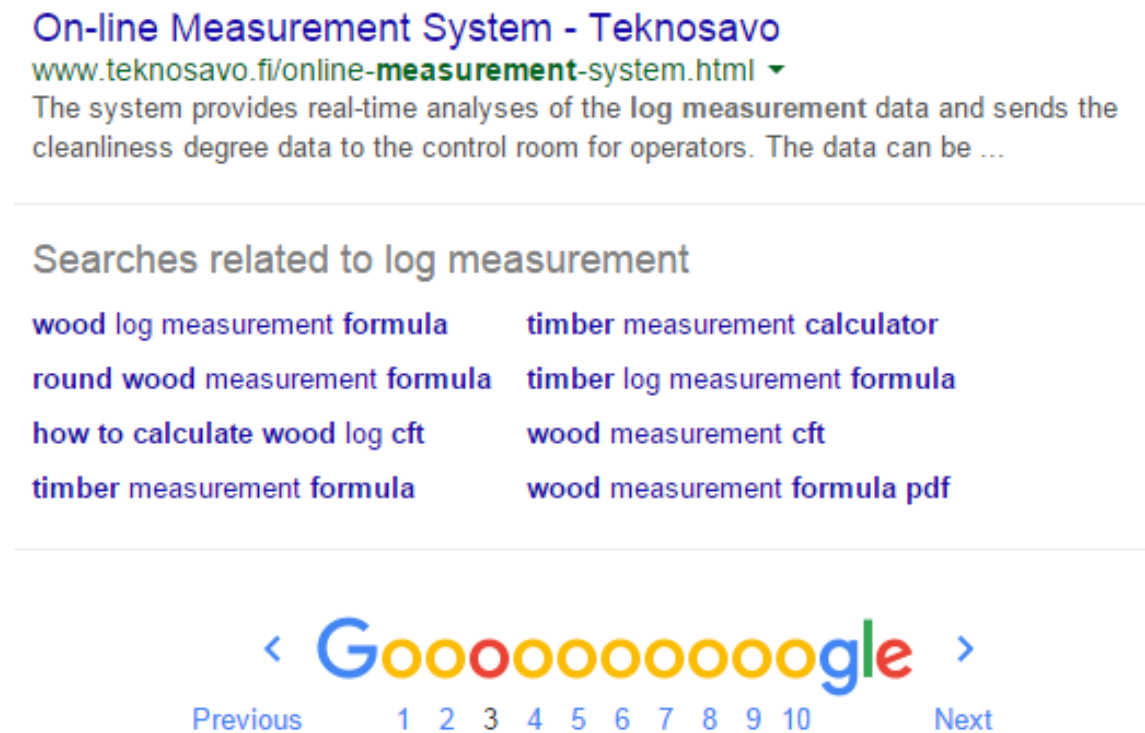 On-line Measurement System - Teknosavo
www.teknosavo.fi/online-measurement-system.html
The system provides real-time analyses of the log measurement data and sends the
cleanliness degree data to the control room for operators. The data can be ...
Searches related to log measurement
wood log measurement formula
timber measurement calculator
round wood measurement formula
timber log measurement formula
how to calculate wood log cft
wood measurement cft
timber measurement formula
wood measurement formula pdf
< Goooooooooogle >
Previous 1 2 3 4 5 6 7 8 9 10 Next